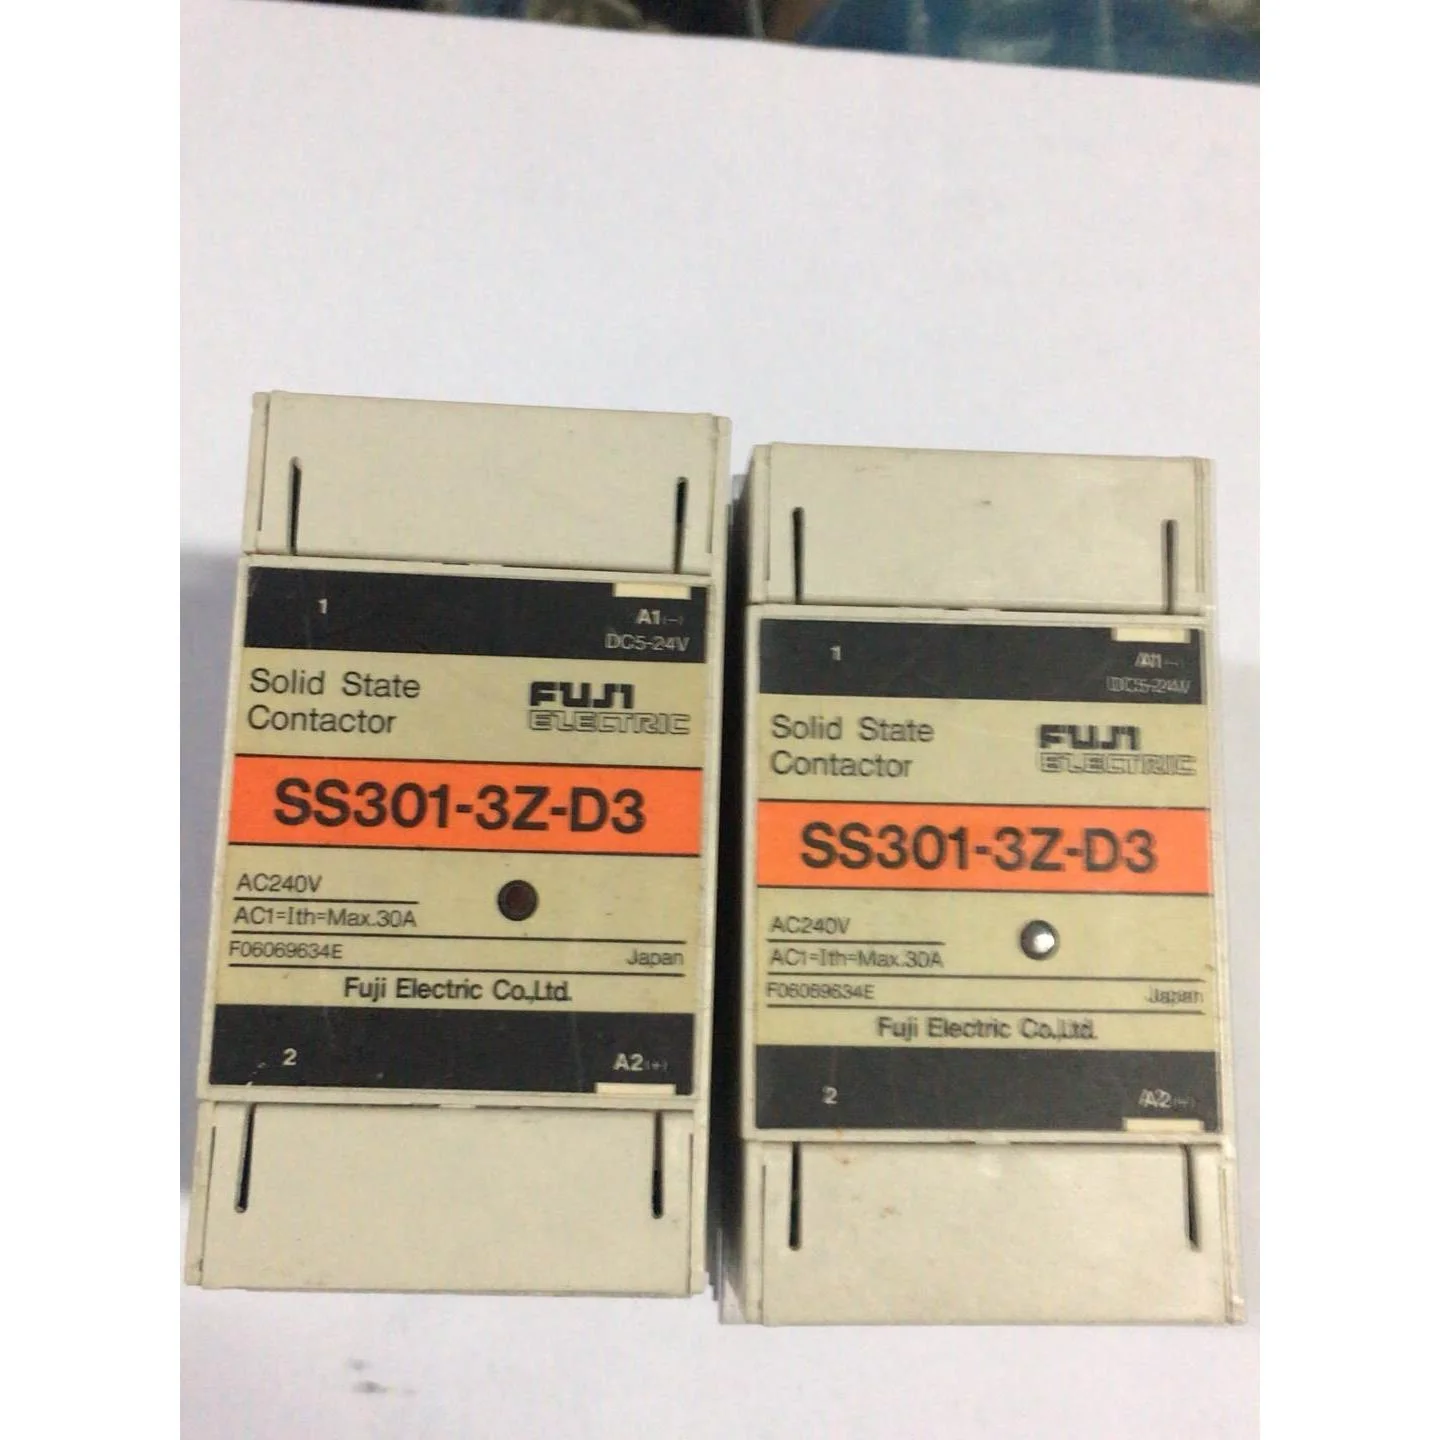 1
A1(-)
DC5-24V
Solid State
Contactor
FUJI
ELECTRIC
SS301-3Z-D3
AC240V
AC1=Ith=Max.30A
F06069634E
Japan
Fuji Electric Co.,Ltd.
2
A2(+)
1
A1(-)
DC5-24V
Solid State
Contactor
FUJI
ELECTRIC
SS301-3Z-D3
AC240V
AC1=Ith=Max.30A
F06069634E
Japan
Fuji Electric Co.,Ltd.
2
A2(+)